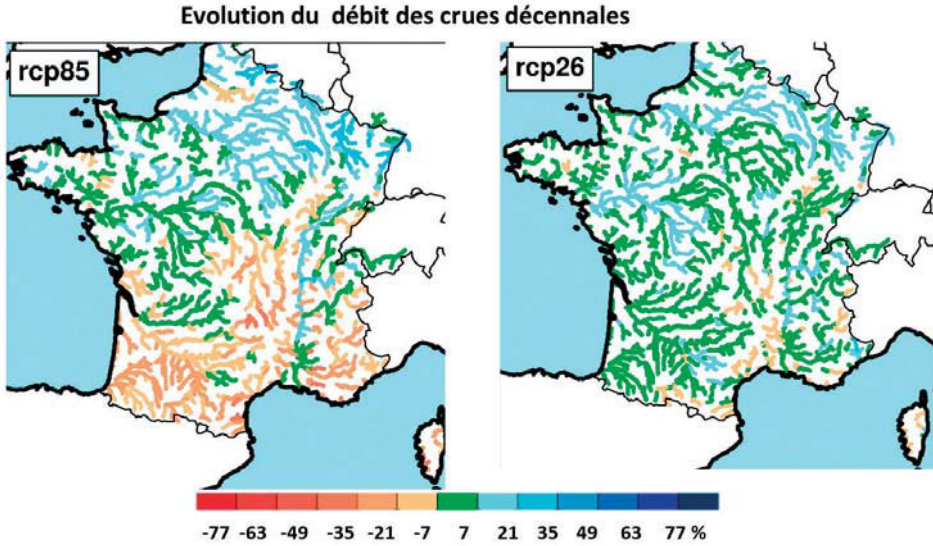 Evolution du débit des crues décennales
rcp85
rcp26
-77 -63 -49 -35 -21 -7 7 21 35 49 63 77 %